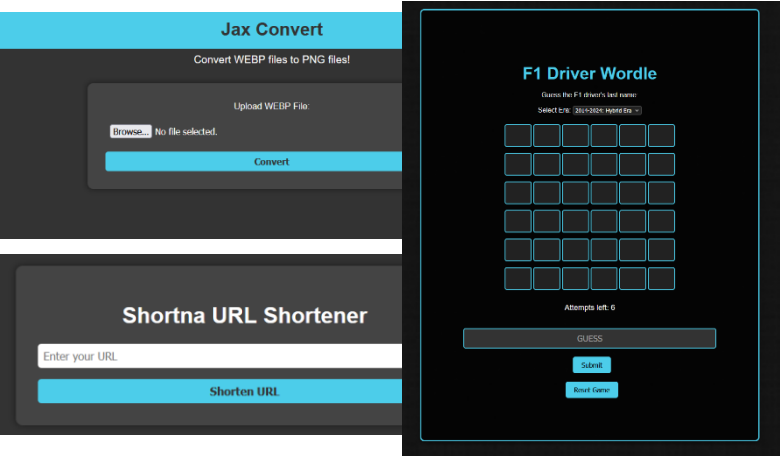 Jax Convert
Convert WEBP files to PNG files!
Upload WEBP File:
Browse... No file selected.
Convert
Shortna URL Shortener
Enter your URL
Shorten URL
F1 Driver Wordle
Guess the F1 driver's last name
Select Era: 2014-2024: Hybrid Era
Attempts left: 6
GUESS
Submit
Reset Game